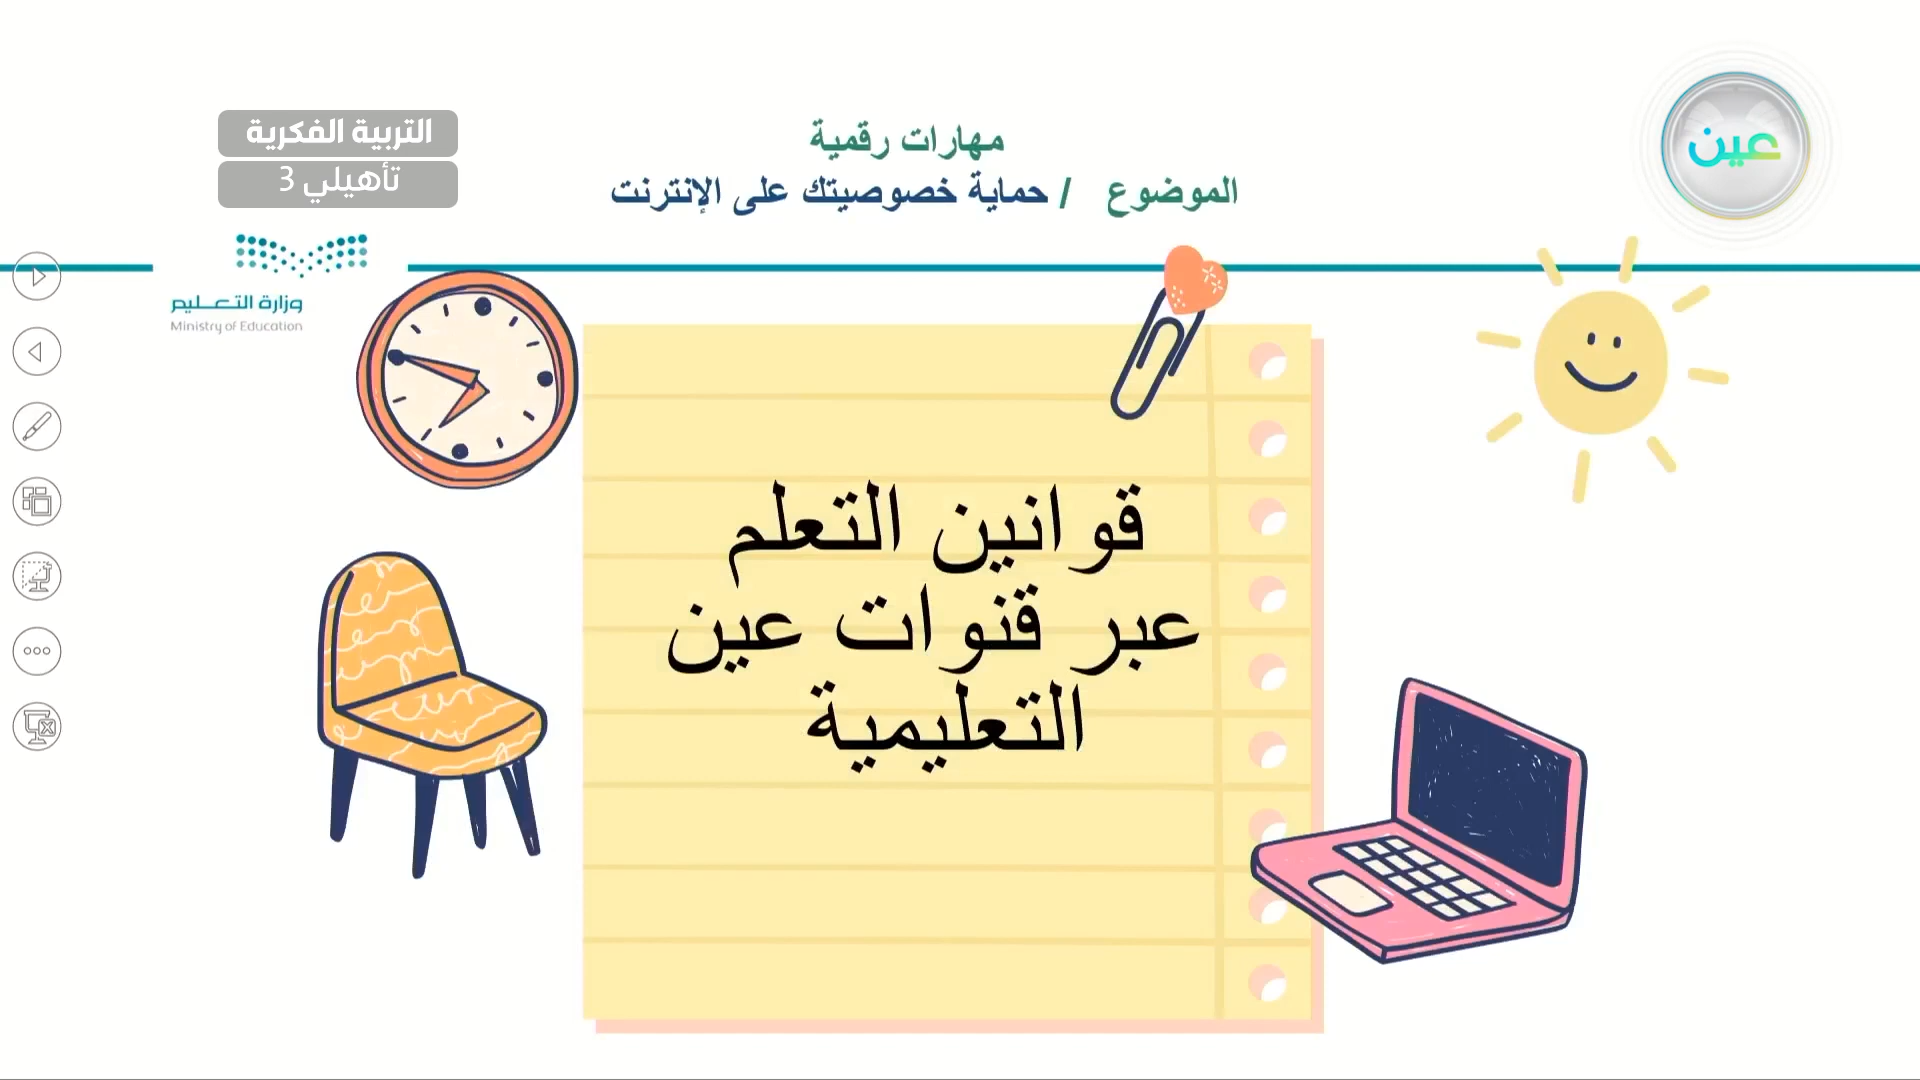 عين
مهارات رقمية
الموضوع / حماية خصوصيتك على الإنترنت
التربية الفكرية
تأهيلي 3
وزارة التعليم
Ministry of Education
قوانين التعلم
عبر قنوات عين
التعليمية